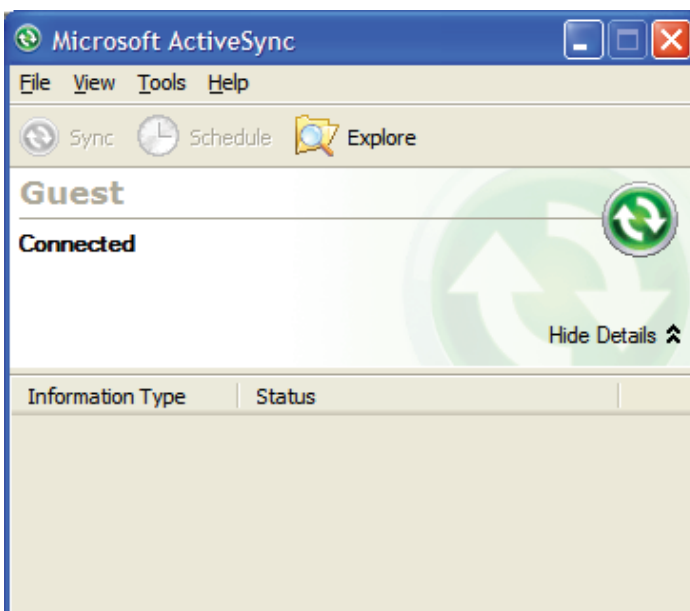 Microsoft ActiveSync
File View Tools Help
Sync Schedule Explore
Guest
Connected
Hide Details
Information Type Status